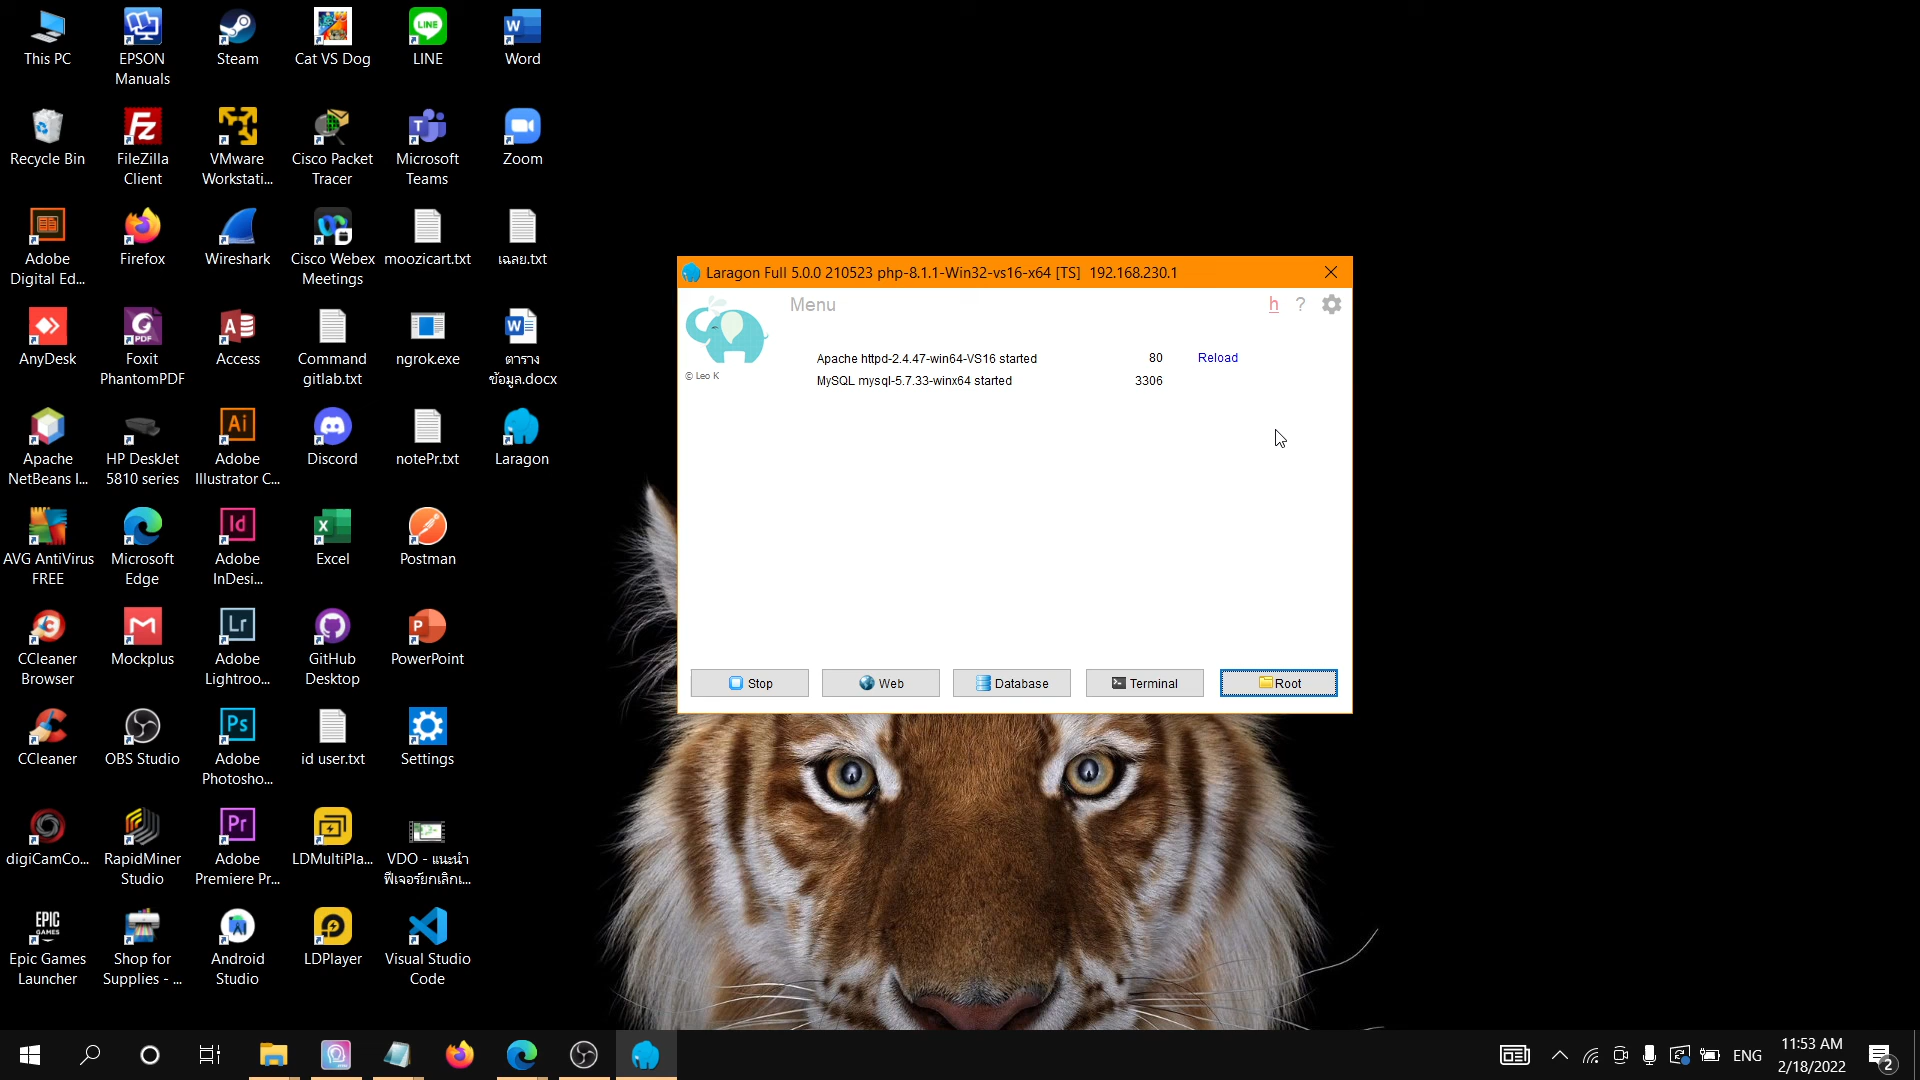 This PC
EPSON
Manuals
Steam
Cat VS Dog
LINE
Word
Recycle Bin
FileZilla
Client
VMware
Workstati...
Cisco Packet
Tracer
Microsoft
Teams
Zoom
Adobe
Digital Ed...
Firefox
Wireshark
Cisco Webex
Meetings
moozicart.txt
เฉลย.txt
AnyDesk
Foxit
PhantomPDF
Access
Command
gitlab.txt
ngrok.exe
ตาราง
ข้อมูล.docx
Apache
NetBeans I...
HP DeskJet
5810 series
Adobe
Illustrator C...
Discord
notePr.txt
Laragon
AVG AntiVirus
FREE
Microsoft
Edge
Adobe
InDesi...
Excel
Postman
CCleaner
Browser
Mockplus
Adobe
Lightroo...
GitHub
Desktop
PowerPoint
CCleaner
OBS Studio
Adobe
Photosho...
id user.txt
Settings
digiCamCo...
RapidMiner
Studio
Adobe
Premiere Pr...
LDMultiPla...
VDO - แนะนำ
ฟีเจอร์ยกเลิกเ...
Epic Games
Launcher
Shop for
Supplies - ...
Android
Studio
LDPlayer
Visual Studio
Code
Laragon Full 5.0.0 210523 php-8.1.1-Win32-vs16-x64 [TS] 192.168.230.1
Menu
h ?
© Leo K
Apache httpd-2.4.47-win64-VS16 started 80 Reload
MySQL mysql-5.7.33-winx64 started 3306
Stop Web Database Terminal Root
ENG
11:53 AM
2/18/2022
2